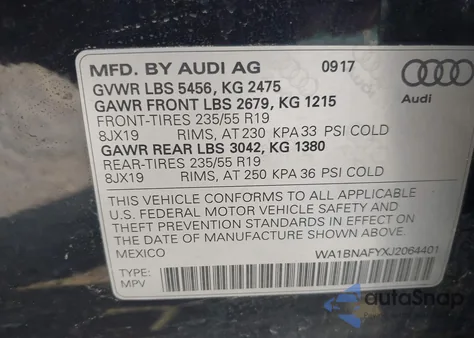 MFD. BY AUDI AG 09 17
GVWR LBS 5456, KG 2475
GAWR FRONT LBS 2679, KG 1215
FRONT-TIRES 235/55 R19
8JX19 RIMS, AT 230 KPA 33 PSI COLD
GAWR REAR LBS 3042, KG 1380
REAR-TIRES 235/55 R19
8JX19 RIMS, AT 250 KPA 36 PSI COLD
THIS VEHICLE CONFORMS TO ALL APPLICABLE
U.S. FEDERAL MOTOR VEHICLE SAFETY AND
THEFT PREVENTION STANDARDS IN EFFECT ON
THE DATE OF MANUFACTURE SHOWN ABOVE.
MEXICO WA1BNAFYXJ2064401
TYPE:
MPV
autoSnap